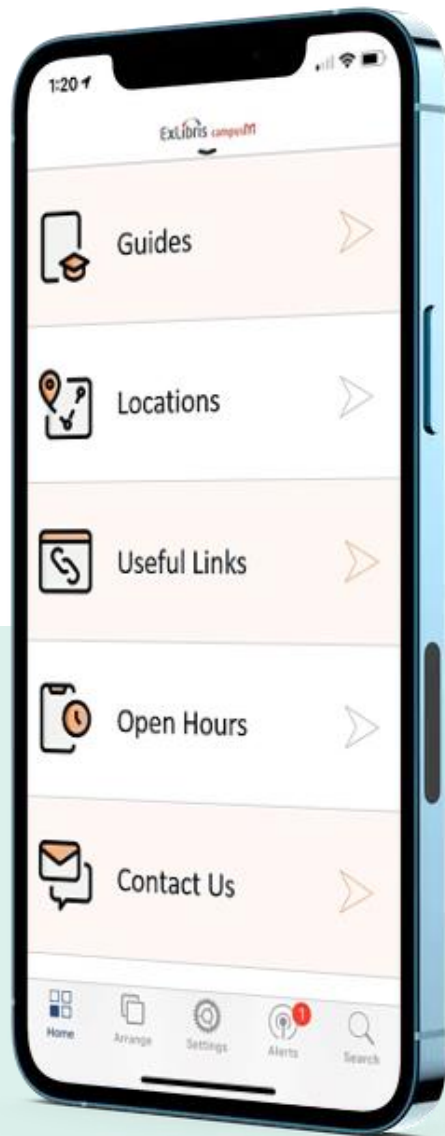 1:20
ExLibris campusM
Guides
Locations
Useful Links
Open Hours
Contact Us
1
Home
Arrange
Settings
Alerts
Search